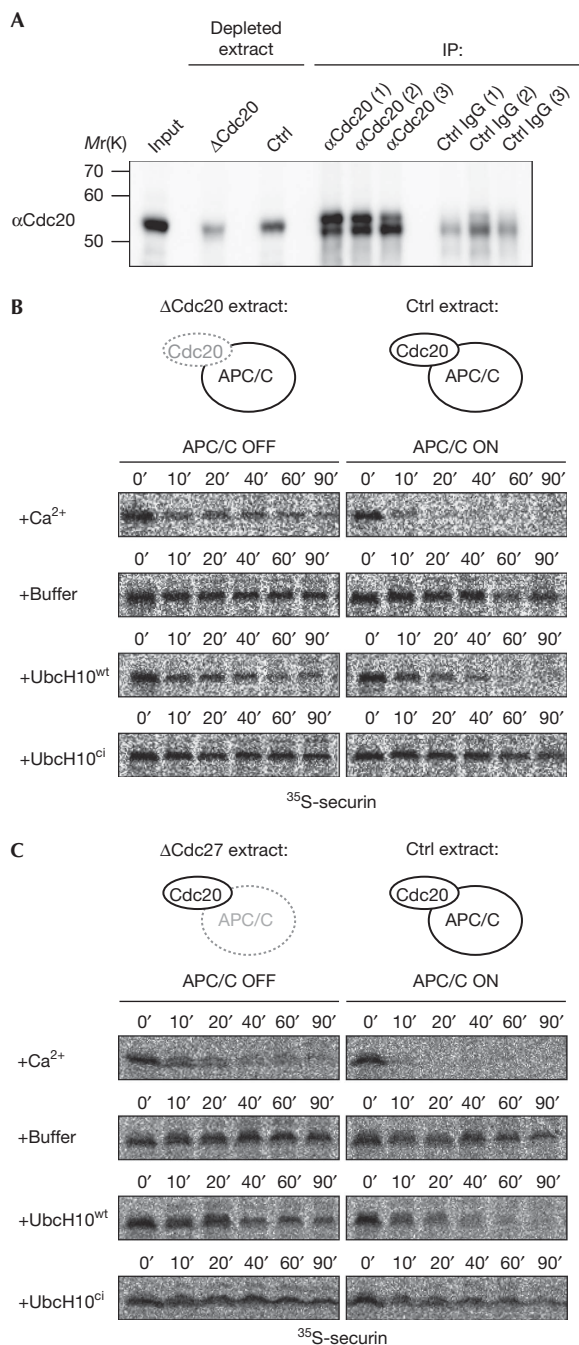 A
Depleted extract
IP:
Mr(K)
Input
ΔCdc20
Ctrl
αCdc20 (1)
αCdc20 (2)
αCdc20 (3)
Ctrl IgG (1)
Ctrl IgG (2)
Ctrl IgG (3)
70
60
αCdc20
50
B
ΔCdc20 extract:
Ctrl extract:
Cdc20
APC/C
Cdc20
APC/C
APC/C OFF
APC/C ON
0′ 10′ 20′ 40′ 60′ 90′
0′ 10′ 20′ 40′ 60′ 90′
+Ca²⁺
0′ 10′ 20′ 40′ 60′ 90′
0′ 10′ 20′ 40′ 60′ 90′
+Buffer
0′ 10′ 20′ 40′ 60′ 90′
0′ 10′ 20′ 40′ 60′ 90′
+UbcH10ʷᵗ
0′ 10′ 20′ 40′ 60′ 90′
0′ 10′ 20′ 40′ 60′ 90′
+UbcH10ᶜⁱ
³⁵S-securin
C
ΔCdc27 extract:
Ctrl extract:
Cdc20
APC/C
Cdc20
APC/C
APC/C OFF
APC/C ON
0′ 10′ 20′ 40′ 60′ 90′
0′ 10′ 20′ 40′ 60′ 90′
+Ca²⁺
0′ 10′ 20′ 40′ 60′ 90′
0′ 10′ 20′ 40′ 60′ 90′
+Buffer
0′ 10′ 20′ 40′ 60′ 90′
0′ 10′ 20′ 40′ 60′ 90′
+UbcH10ʷᵗ
0′ 10′ 20′ 40′ 60′ 90′
0′ 10′ 20′ 40′ 60′ 90′
+UbcH10ᶜⁱ
³⁵S-securin